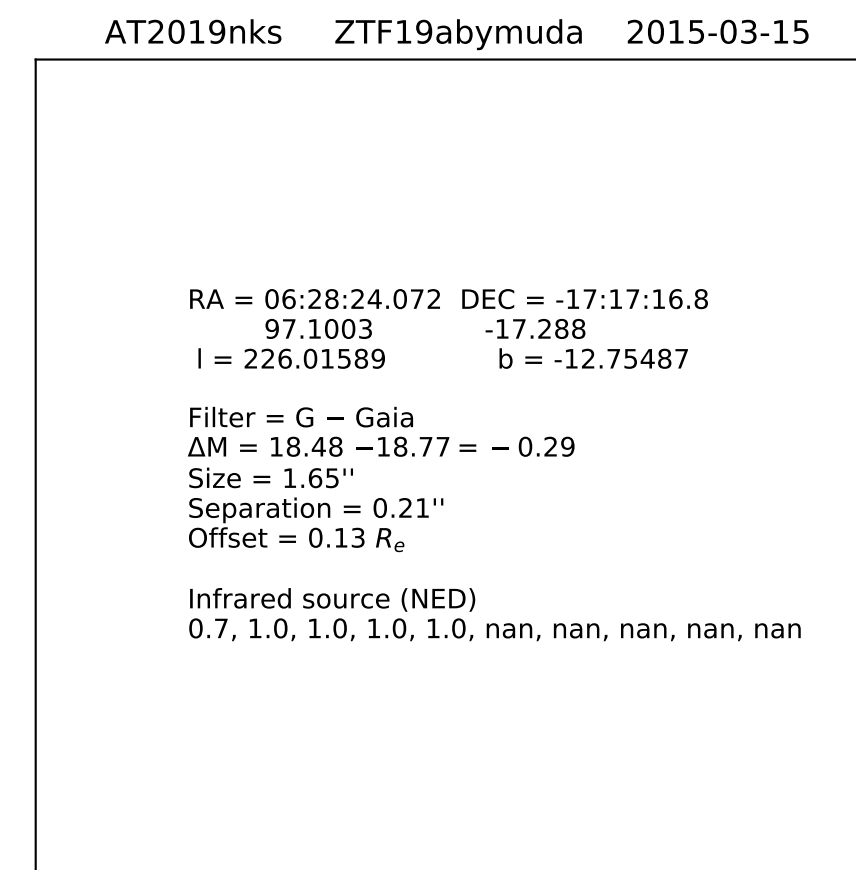 AT2019nks ZTF19abymuda 2015-03-15
RA = 06:28:24.072 DEC = -17:17:16.8
97.1003 -17.288
l = 226.01589 b = -12.75487
Filter = G − Gaia
ΔM = 18.48 −18.77 = − 0.29
Size = 1.65''
Separation = 0.21''
Offset = 0.13 Re
Infrared source (NED)
0.7, 1.0, 1.0, 1.0, 1.0, nan, nan, nan, nan, nan